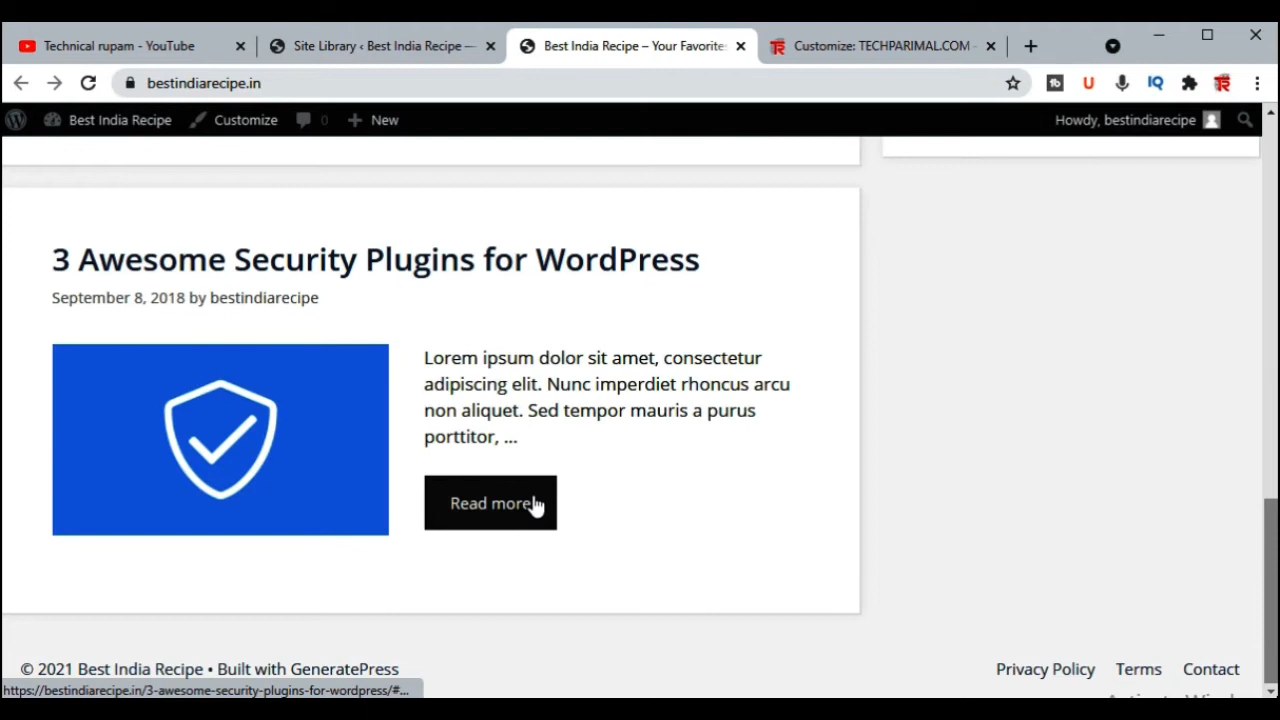 Technical rupam - YouTube
Site Library ‹ Best India Recipe —
Best India Recipe – Your Favorite
Customize: TECHPARIMAL.COM -
bestindiarecipe.in
U
IQ
TR
Best India Recipe
Customize
0
New
Howdy, bestindiarecipe
3 Awesome Security Plugins for WordPress
September 8, 2018 by bestindiarecipe
Lorem ipsum dolor sit amet, consectetur
adipiscing elit. Nunc imperdiet rhoncus arcu
non aliquet. Sed tempor mauris a purus
porttitor, ...
Read more
© 2021 Best India Recipe • Built with GeneratePress
Privacy Policy Terms Contact
https://bestindiarecipe.in/3-awesome-security-plugins-for-wordpress/#...